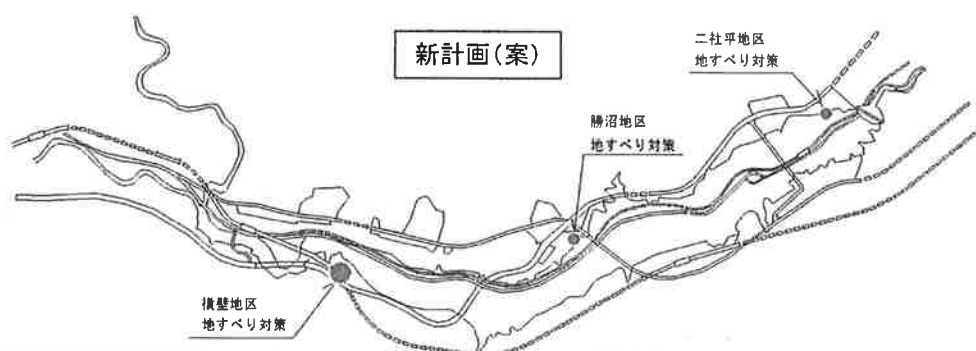 新計画(案)
二社平地区
地すべり対策
勝沼地区
地すべり対策
横壁地区
地すべり対策